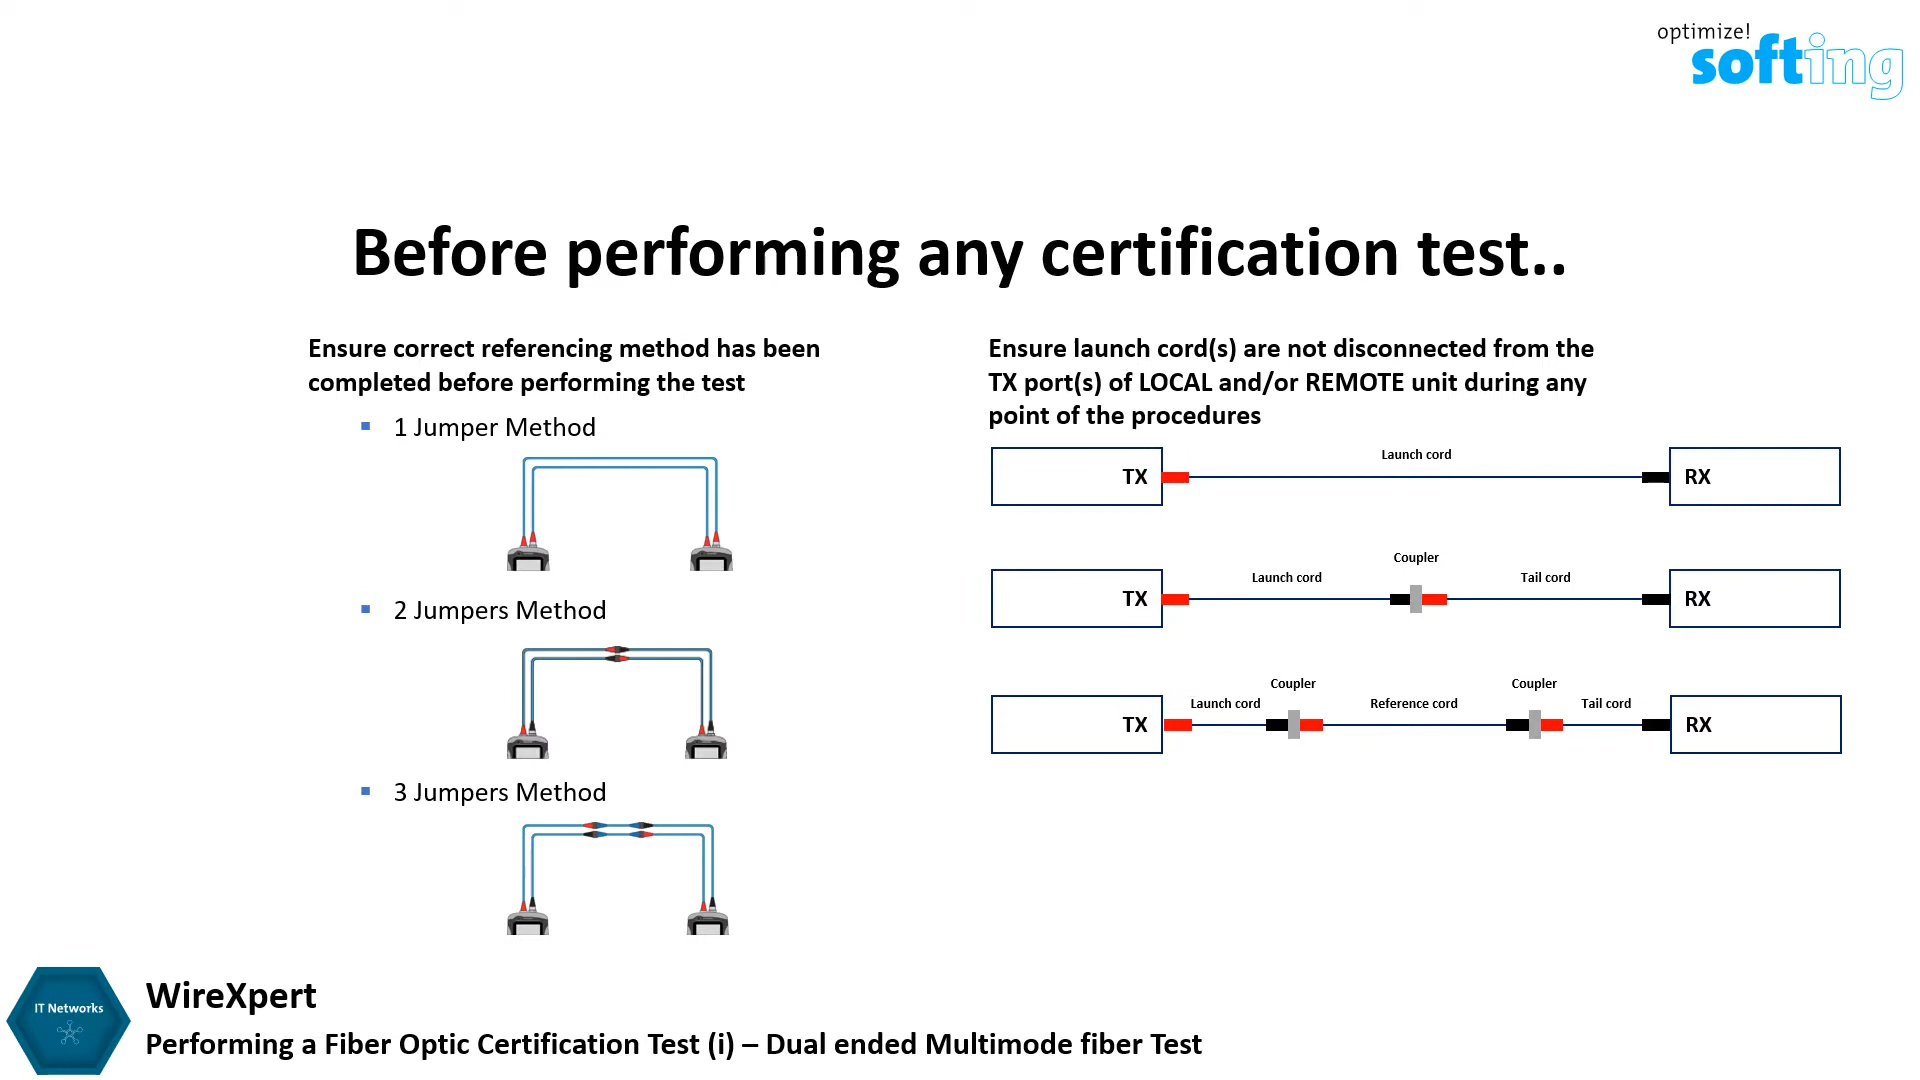 optimize!
softing
Before performing any certification test..
Ensure correct referencing method has been
completed before performing the test
1 Jumper Method
2 Jumpers Method
3 Jumpers Method
Ensure launch cord(s) are not disconnected from the
TX port(s) of LOCAL and/or REMOTE unit during any
point of the procedures
Launch cord
TX
RX
Coupler
Launch cord
Tail cord
TX
RX
Coupler
Coupler
Launch cord
Reference cord
Tail cord
TX
RX
IT Networks
WireXpert
Performing a Fiber Optic Certification Test (i) – Dual ended Multimode fiber Test